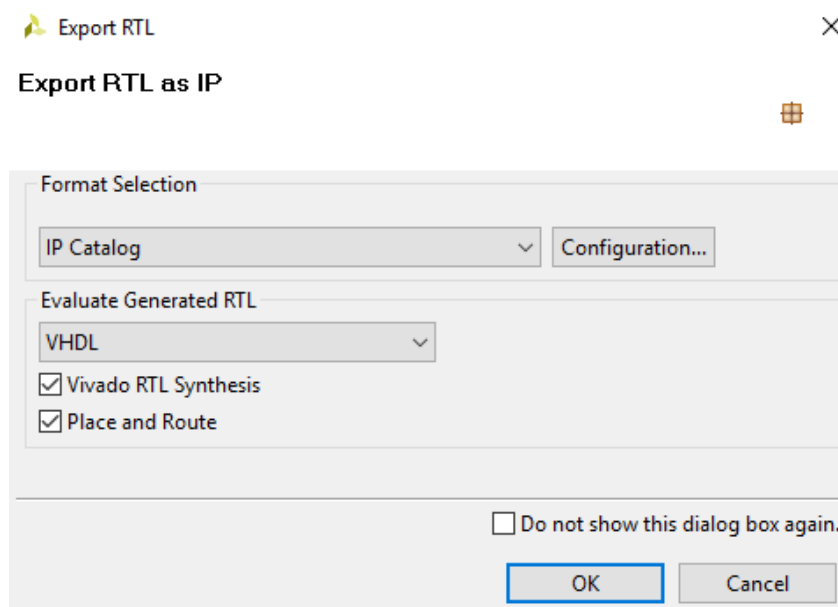 Export RTL
Export RTL as IP
Format Selection
IP Catalog
Configuration...
Evaluate Generated RTL
VHDL
Vivado RTL Synthesis
Place and Route
Do not show this dialog box again.
OK
Cancel